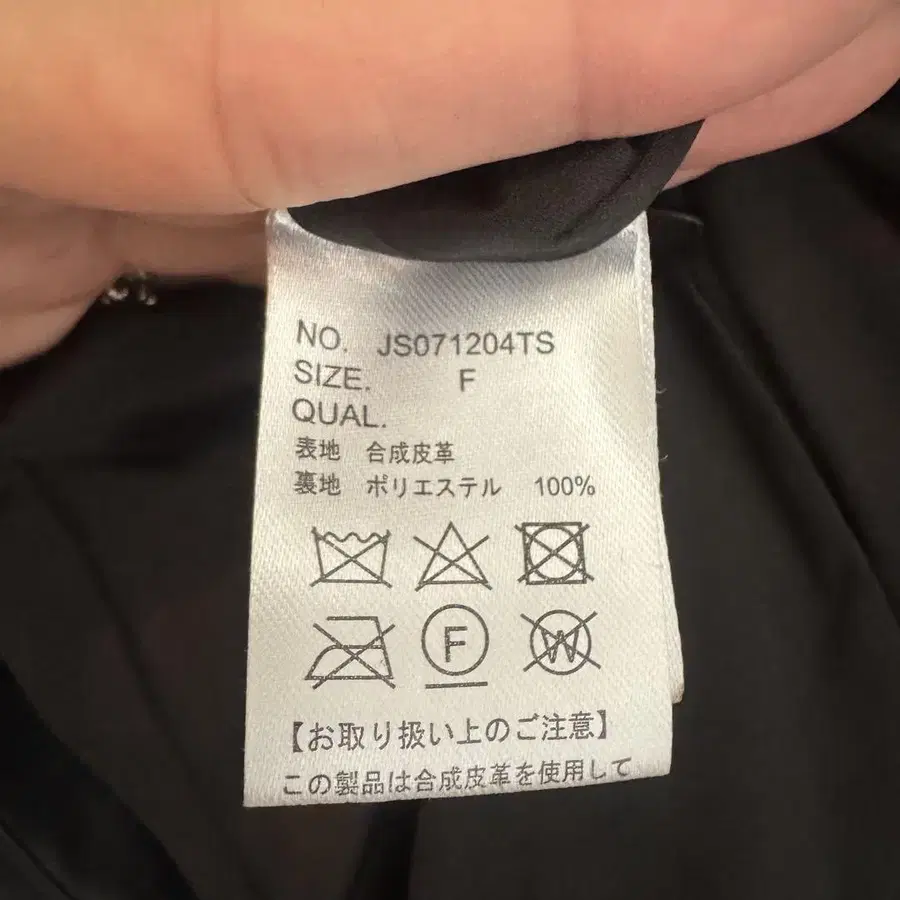 NO. JS071204TS
SIZE. F
QUAL.
表地 合成皮革
裏地 ポリエステル 100%
F
W
【お取り扱い上のご注意】
この製品は合成皮革を使用して